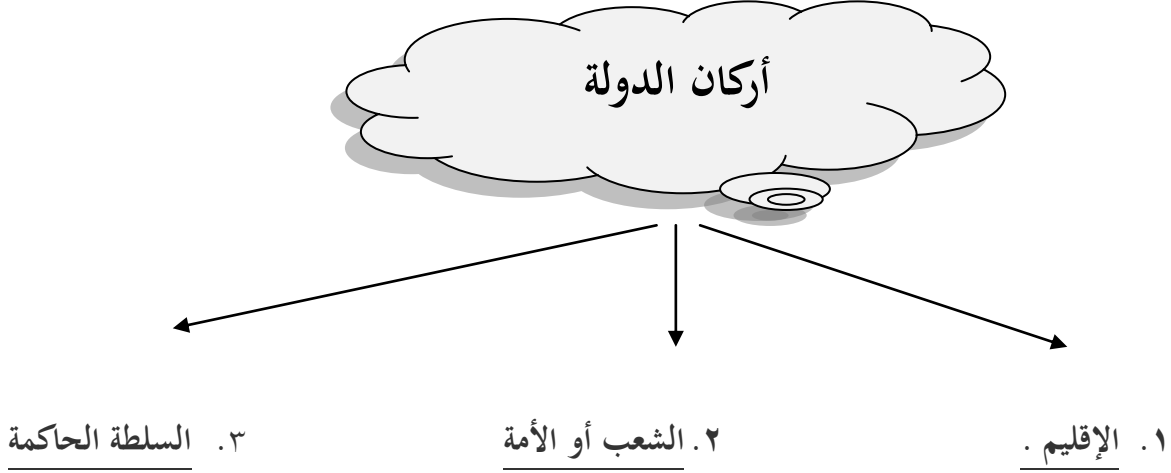 أركان الدولة
١. الإقليم .
٢. الشعب أو الأمة
٣. السلطة الحاكمة